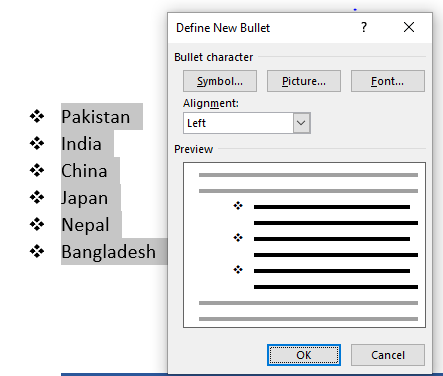 Define New Bullet
Bullet character
Symbol...
Picture...
Font...
Alignment:
Left
Preview
OK
Cancel
❖ Pakistan
❖ India
❖ China
❖ Japan
❖ Nepal
❖ Bangladesh